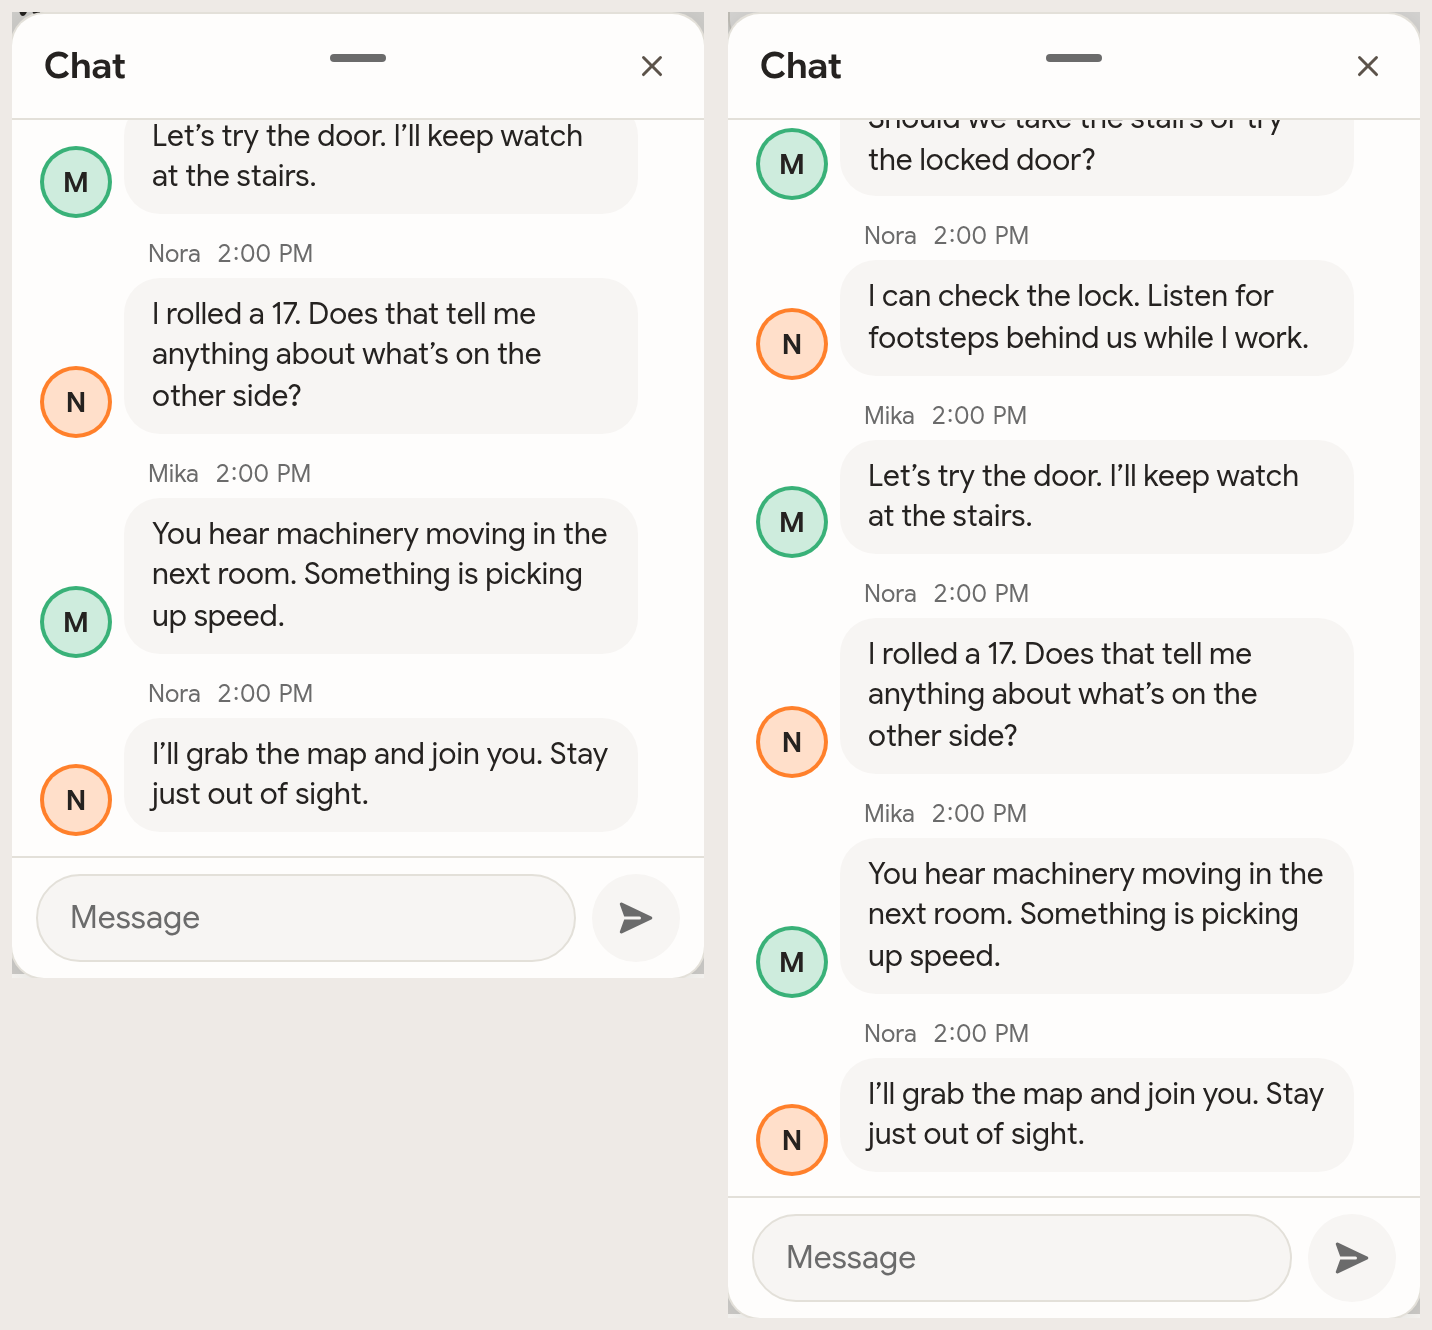 Chat
Let’s try the door. I’ll keep watch
at the stairs.
M
Nora 2:00 PM
I rolled a 17. Does that tell me
anything about what’s on the
other side?
N
Mika 2:00 PM
You hear machinery moving in the
next room. Something is picking
up speed.
M
Nora 2:00 PM
I’ll grab the map and join you. Stay
just out of sight.
N
Message
Chat
Should we take the stairs or try
the locked door?
M
Nora 2:00 PM
I can check the lock. Listen for
footsteps behind us while I work.
N
Mika 2:00 PM
Let’s try the door. I’ll keep watch
at the stairs.
M
Nora 2:00 PM
I rolled a 17. Does that tell me
anything about what’s on the
other side?
N
Mika 2:00 PM
You hear machinery moving in the
next room. Something is picking
up speed.
M
Nora 2:00 PM
I’ll grab the map and join you. Stay
just out of sight.
N
Message